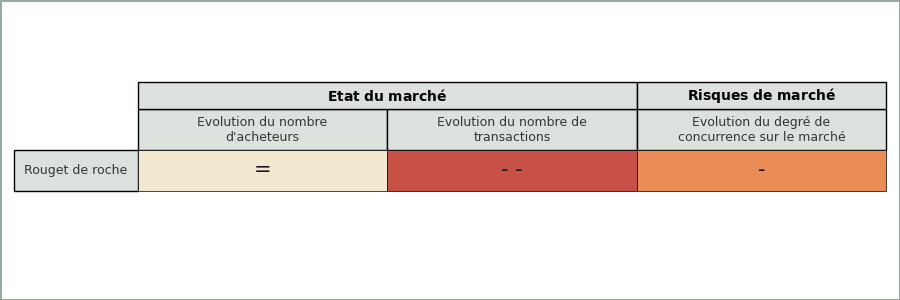 Etat du marché
Risques de marché
Evolution du nombre
d'acheteurs
Evolution du nombre de
transactions
Evolution du degré de
concurrence sur le marché
Rouget de roche
=
- -
-